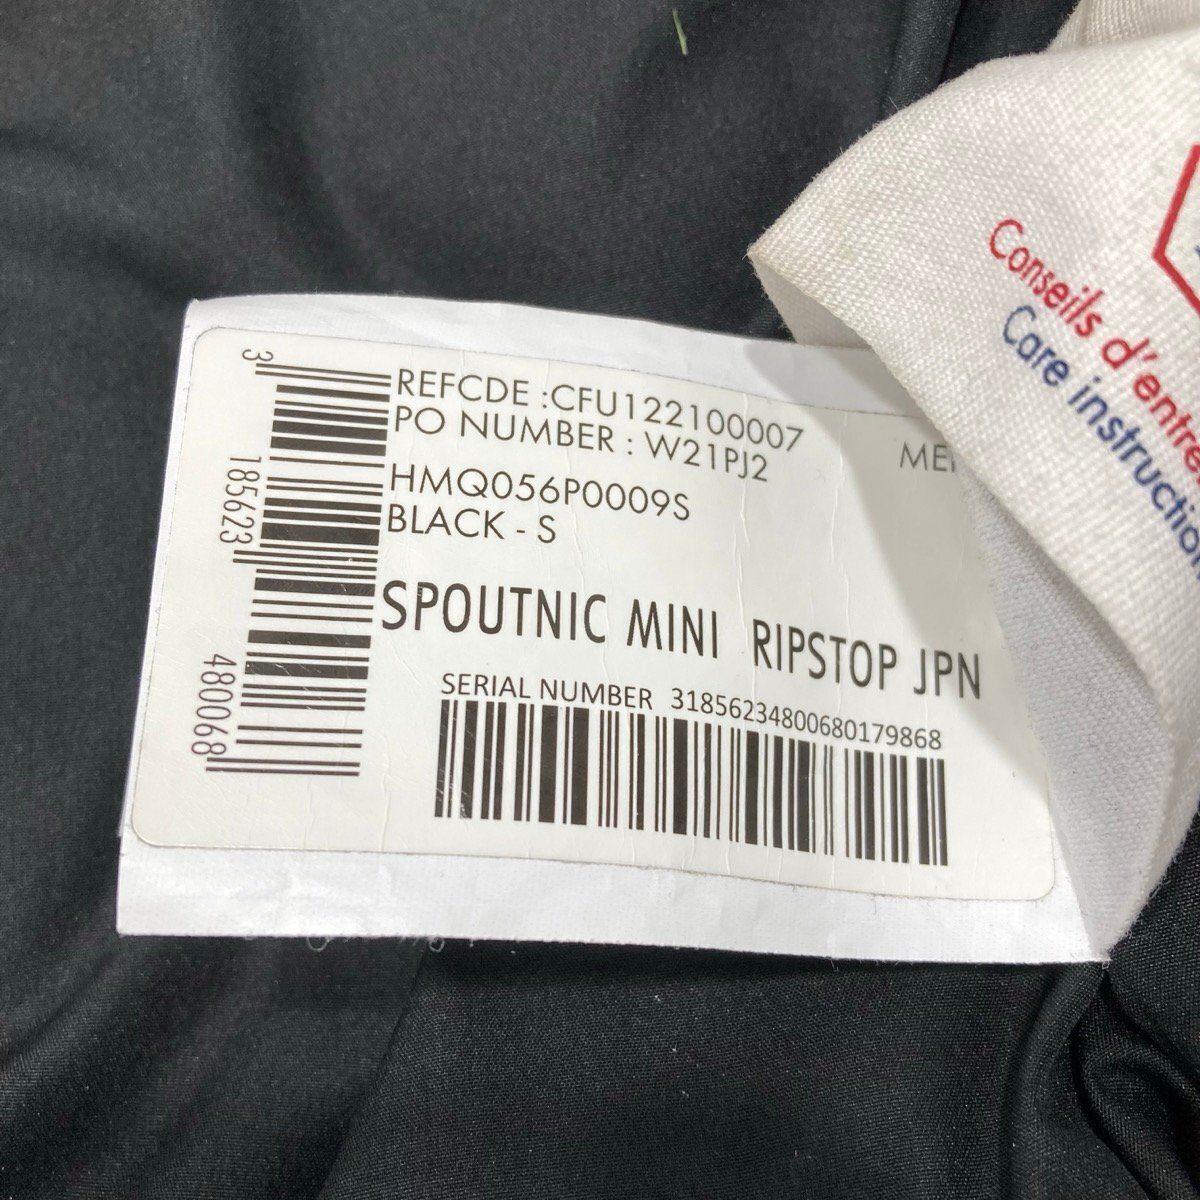 REFCDE :CFU122100007
PO NUMBER : W21PJ2
HMQ056P0009S
BLACK - S
SPOUTNIC MINI RIPSTOP JPN
SERIAL NUMBER 31856234800680179868
3 185623 480068
Conseils d'entre
Care instruction